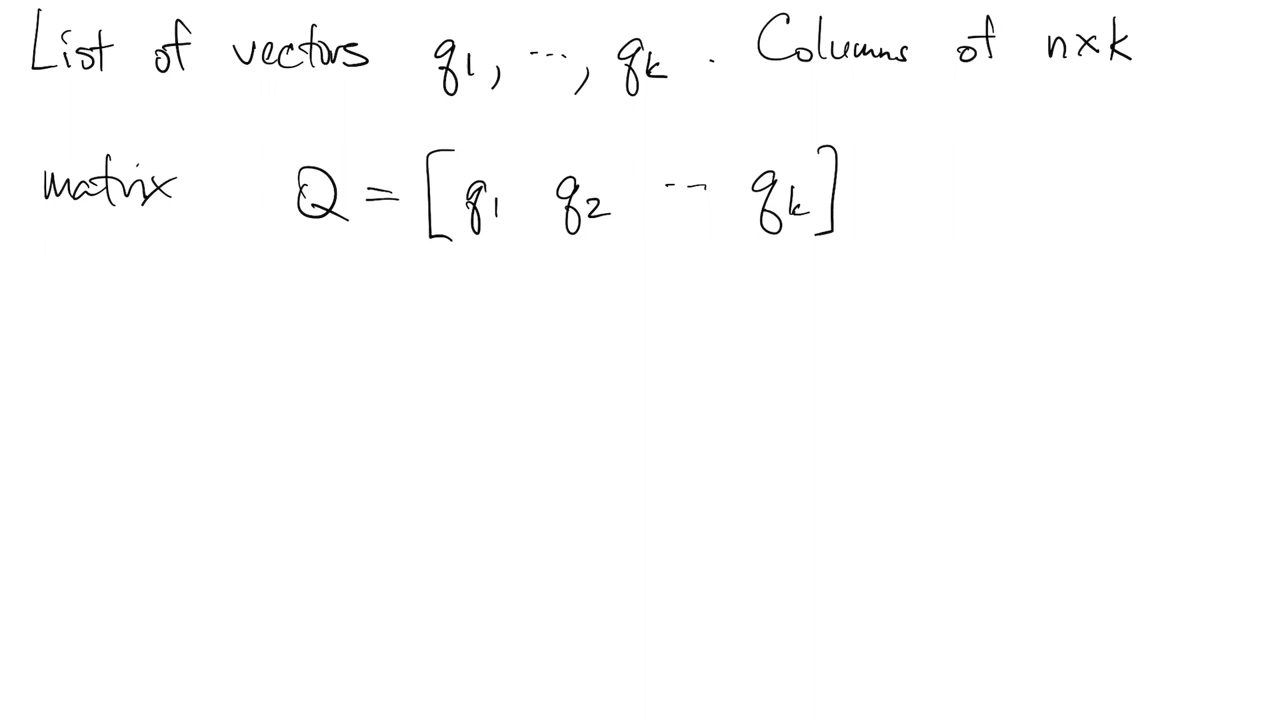 List of vectors q1, ..., qk. Columns of n×k
matrix Q = [q1 q2 -- qk]